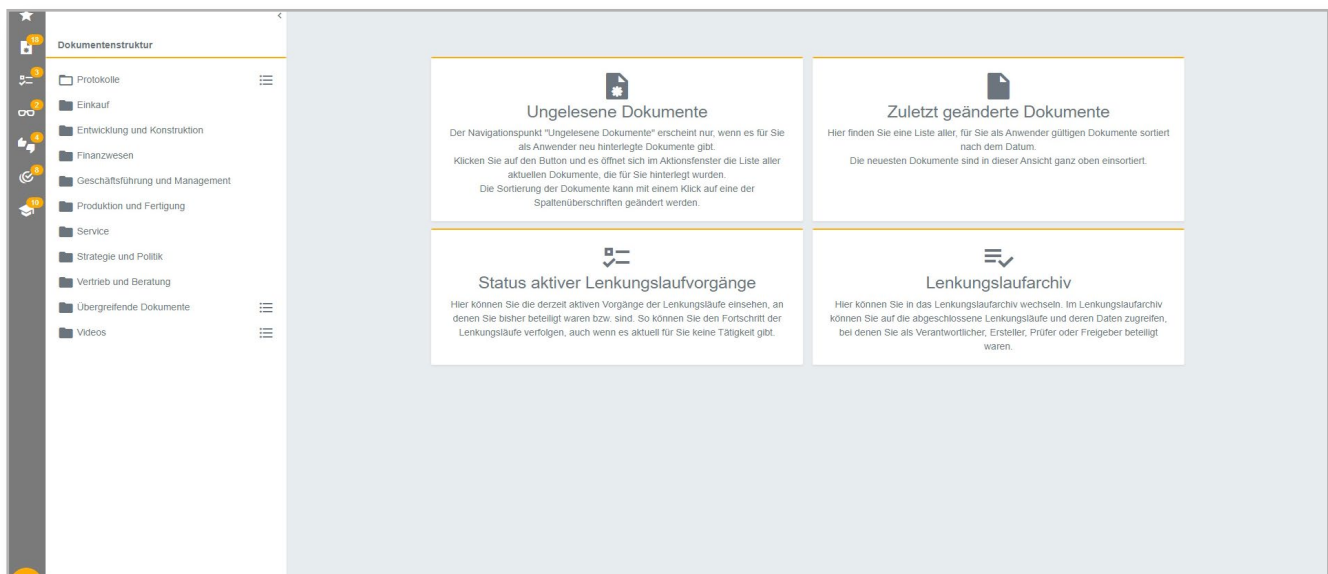 Dokumentenstruktur
18
3
2
4
8
10
Protokolle
Einkauf
Entwicklung und Konstruktion
Finanzwesen
Geschäftsführung und Management
Produktion und Fertigung
Service
Strategie und Politik
Vertrieb und Beratung
Übergreifende Dokumente
Videos
Ungelesene Dokumente
Der Navigationspunkt "Ungelesene Dokumente" erscheint nur, wenn es für Sie
als Anwender neu hinterlegte Dokumente gibt.
Klicken Sie auf den Button und es öffnet sich im Aktionsfenster die Liste aller
aktuellen Dokumente, die für Sie hinterlegt wurden.
Die Sortierung der Dokumente kann mit einem Klick auf eine der
Spaltenüberschriften geändert werden.
Zuletzt geänderte Dokumente
Hier finden Sie eine Liste aller, für Sie als Anwender gültigen Dokumente sortiert
nach dem Datum.
Die neuesten Dokumente sind in dieser Ansicht ganz oben einsortiert.
Status aktiver Lenkungslaufvorgänge
Hier können Sie die derzeit aktiven Vorgänge der Lenkungsläufe einsehen, an
denen Sie bisher beteiligt waren bzw. sind. So können Sie den Fortschritt der
Lenkungsläufe verfolgen, auch wenn es aktuell für Sie keine Tätigkeit gibt.
Lenkungslaufarchiv
Hier können Sie in das Lenkungslaufarchiv wechseln. Im Lenkungslaufarchiv
können Sie auf die abgeschlossene Lenkungsläufe und deren Daten zugreifen,
bei denen Sie als Verantwortlicher, Ersteller, Prüfer oder Freigeber beteiligt
waren.